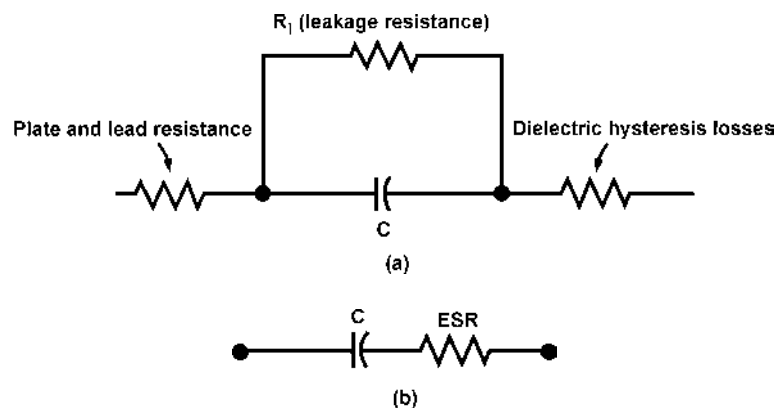 R₁ (leakage resistance)
Plate and lead resistance
Dielectric hysteresis losses
C
(a)
C
ESR
(b)